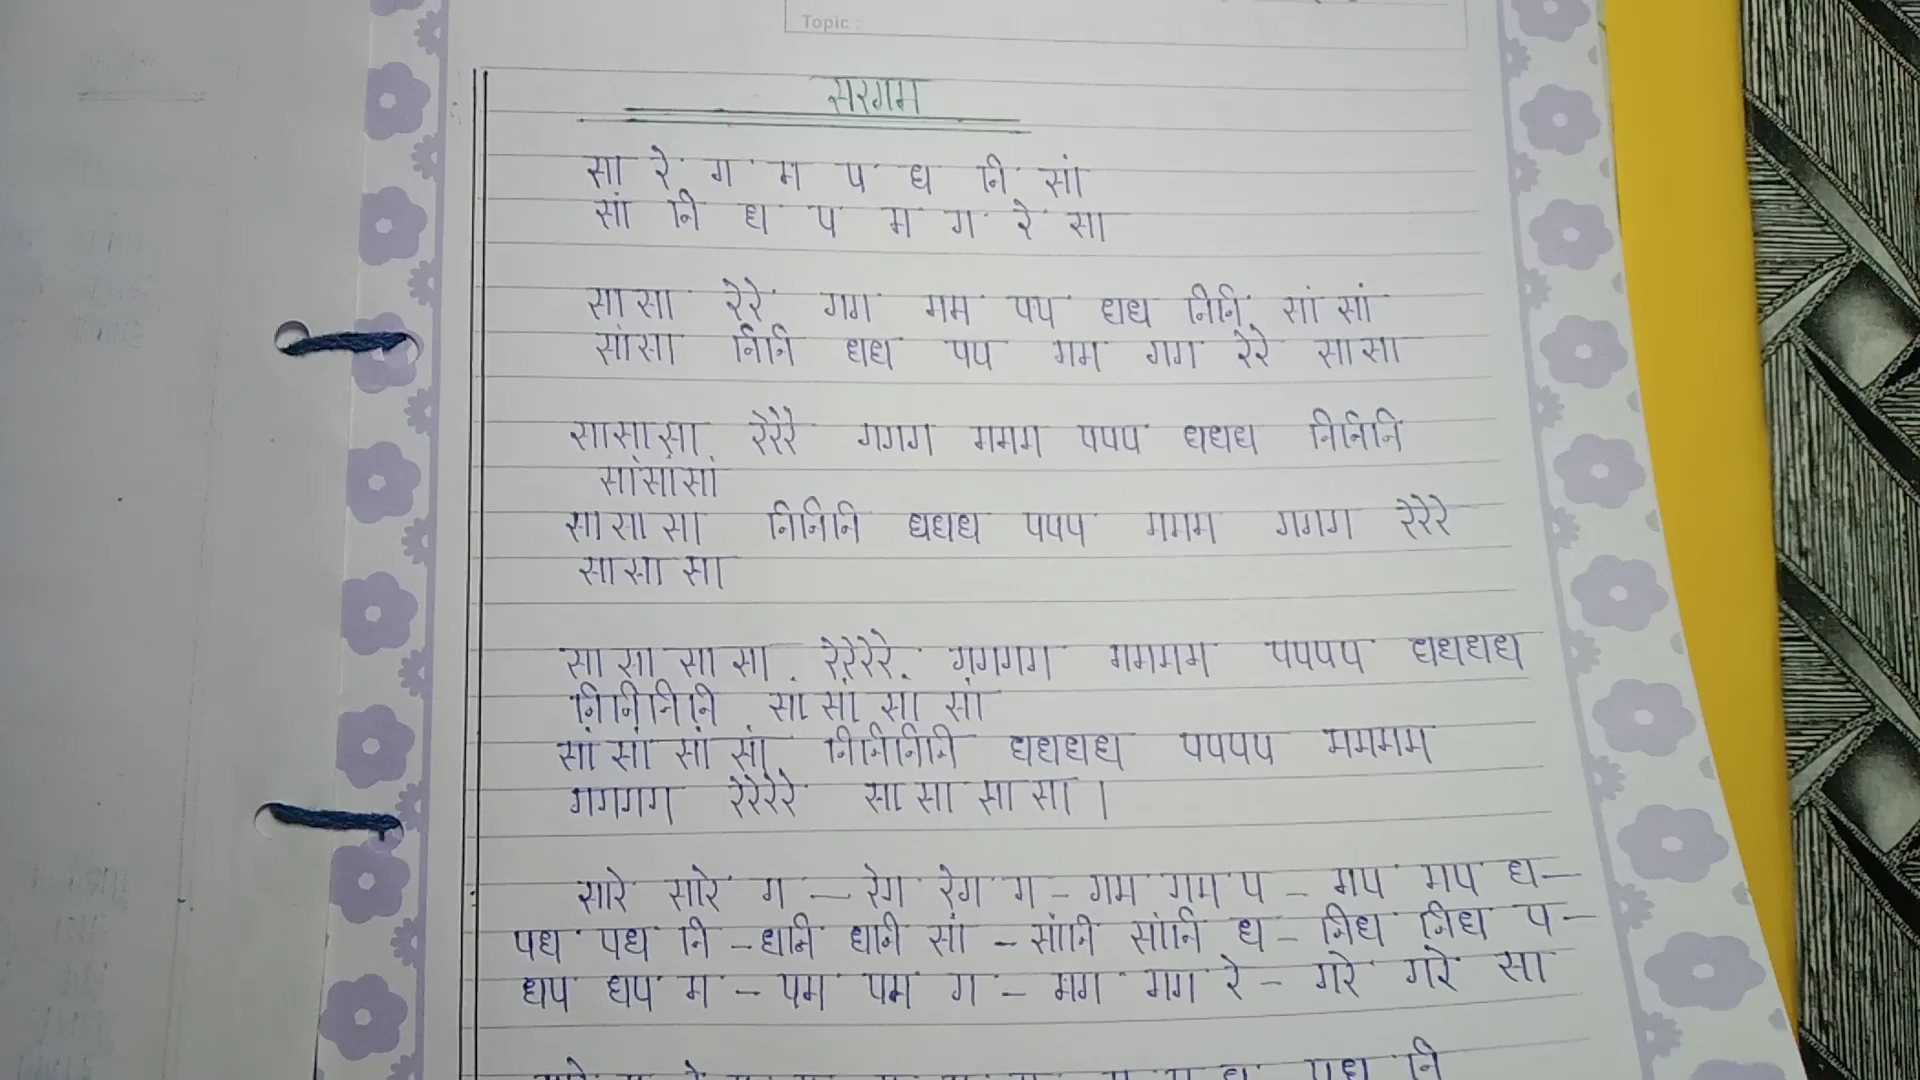 Topic :
सरगम
सा रे ग म प ध नि सां
सां नि ध प म ग रे सा
सासा रेरे गग मम पप धध निनि सांसां
सांसा निनि धध पप मम गग रेरे सासा
सासासा रेरेरे गगग ममम पपप धधध निनिनि
सांसांसां
सासासा निनिनि धधध पपप ममम गगग रेरेरे
सासासा
सासासासा रेरेरेरे गगगग मममम पपपप धधधध
निनिनिनि सांसांसासां
सांसांसांसां निनिनिनि धधधध पपपप मममम
गगगग रेरेरेरे सासासासा ।
सारे सारे ग – रेग रेग ग – गम गम प – मप मप ध –
पध पध नि – धनि धनि सां – सांनि सांनि ध – निध निध प –
धप धप म – पम पम ग – मग मग रे – गरे गरे सा